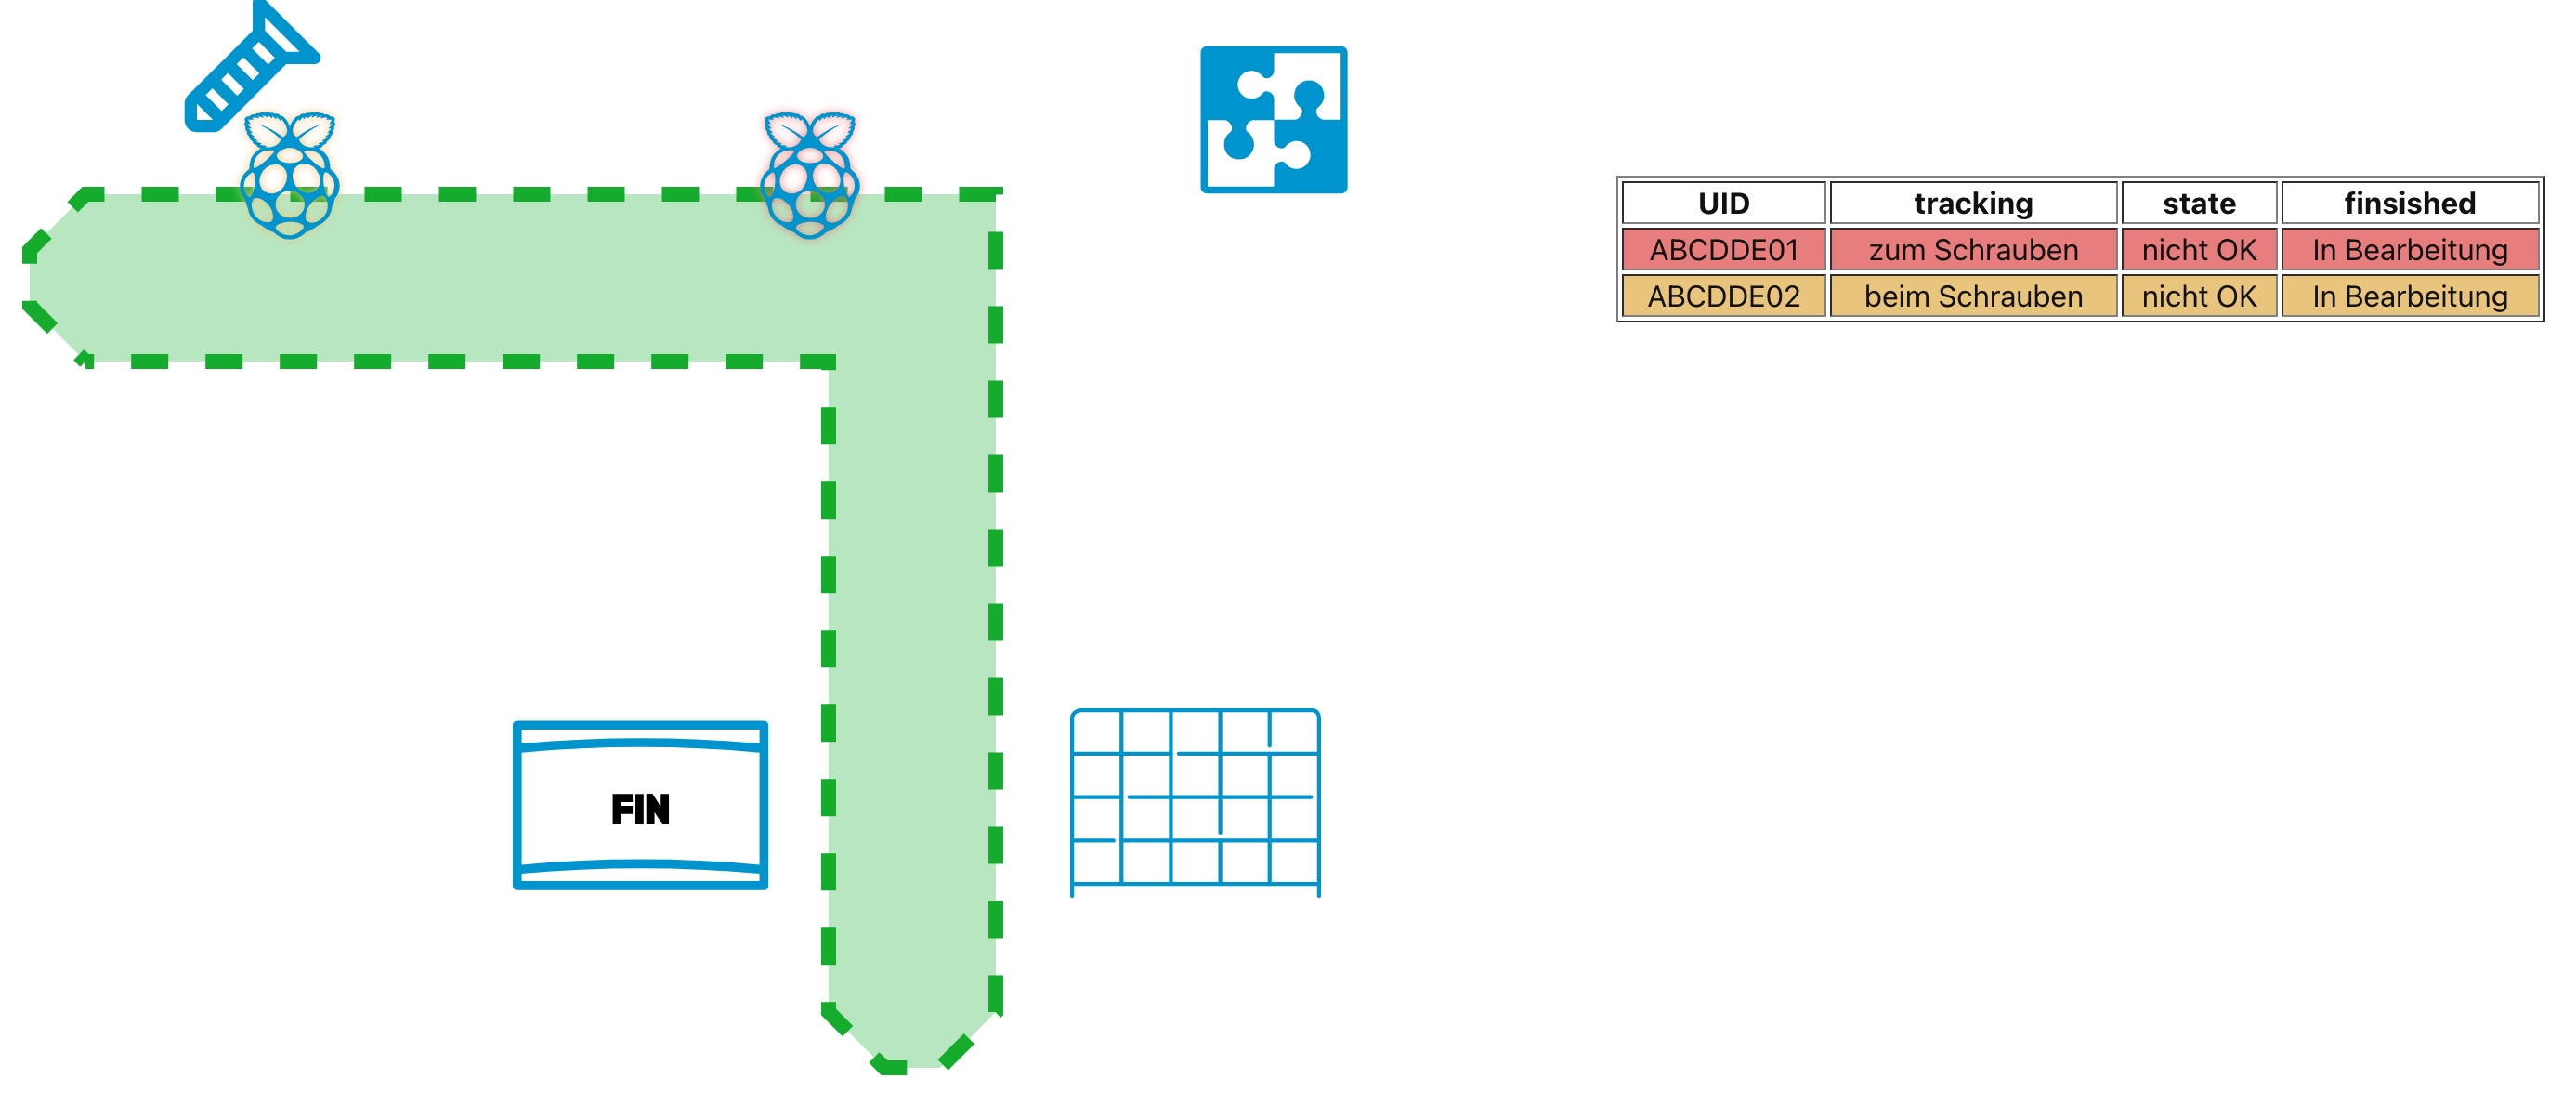 UID tracking state finsished
ABCDDE01 zum Schrauben nicht OK In Bearbeitung
ABCDDE02 beim Schrauben nicht OK In Bearbeitung
FIN